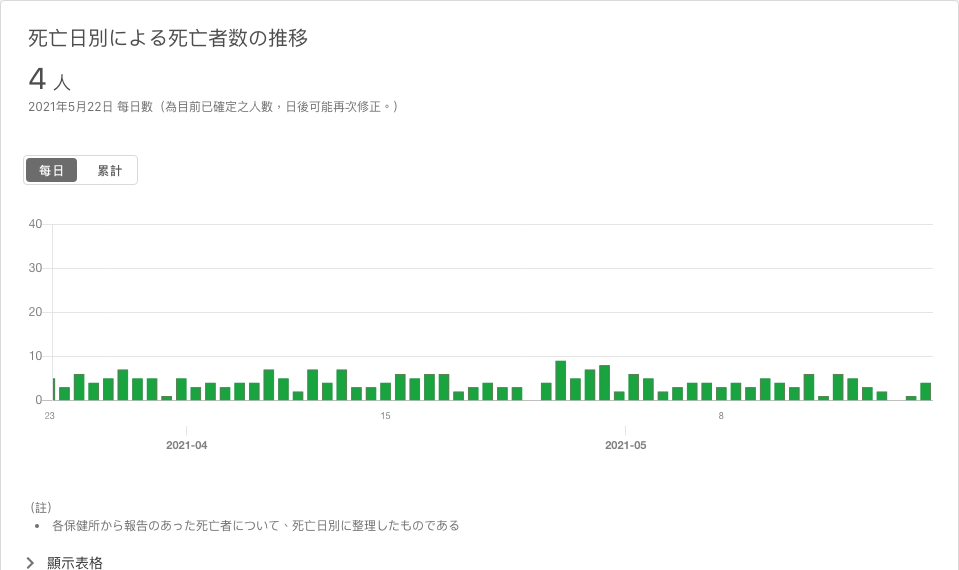 死亡日別による死亡者数の推移
4 人
2021年5月22日 每日數（為目前已確定之人數，日後可能再次修正。）
每日 累計
40
30
20
10
0
23 15 8
2021-04 2021-05
（註）
• 各保健所から報告のあった死亡者について、死亡日別に整理したものである
顯示表格